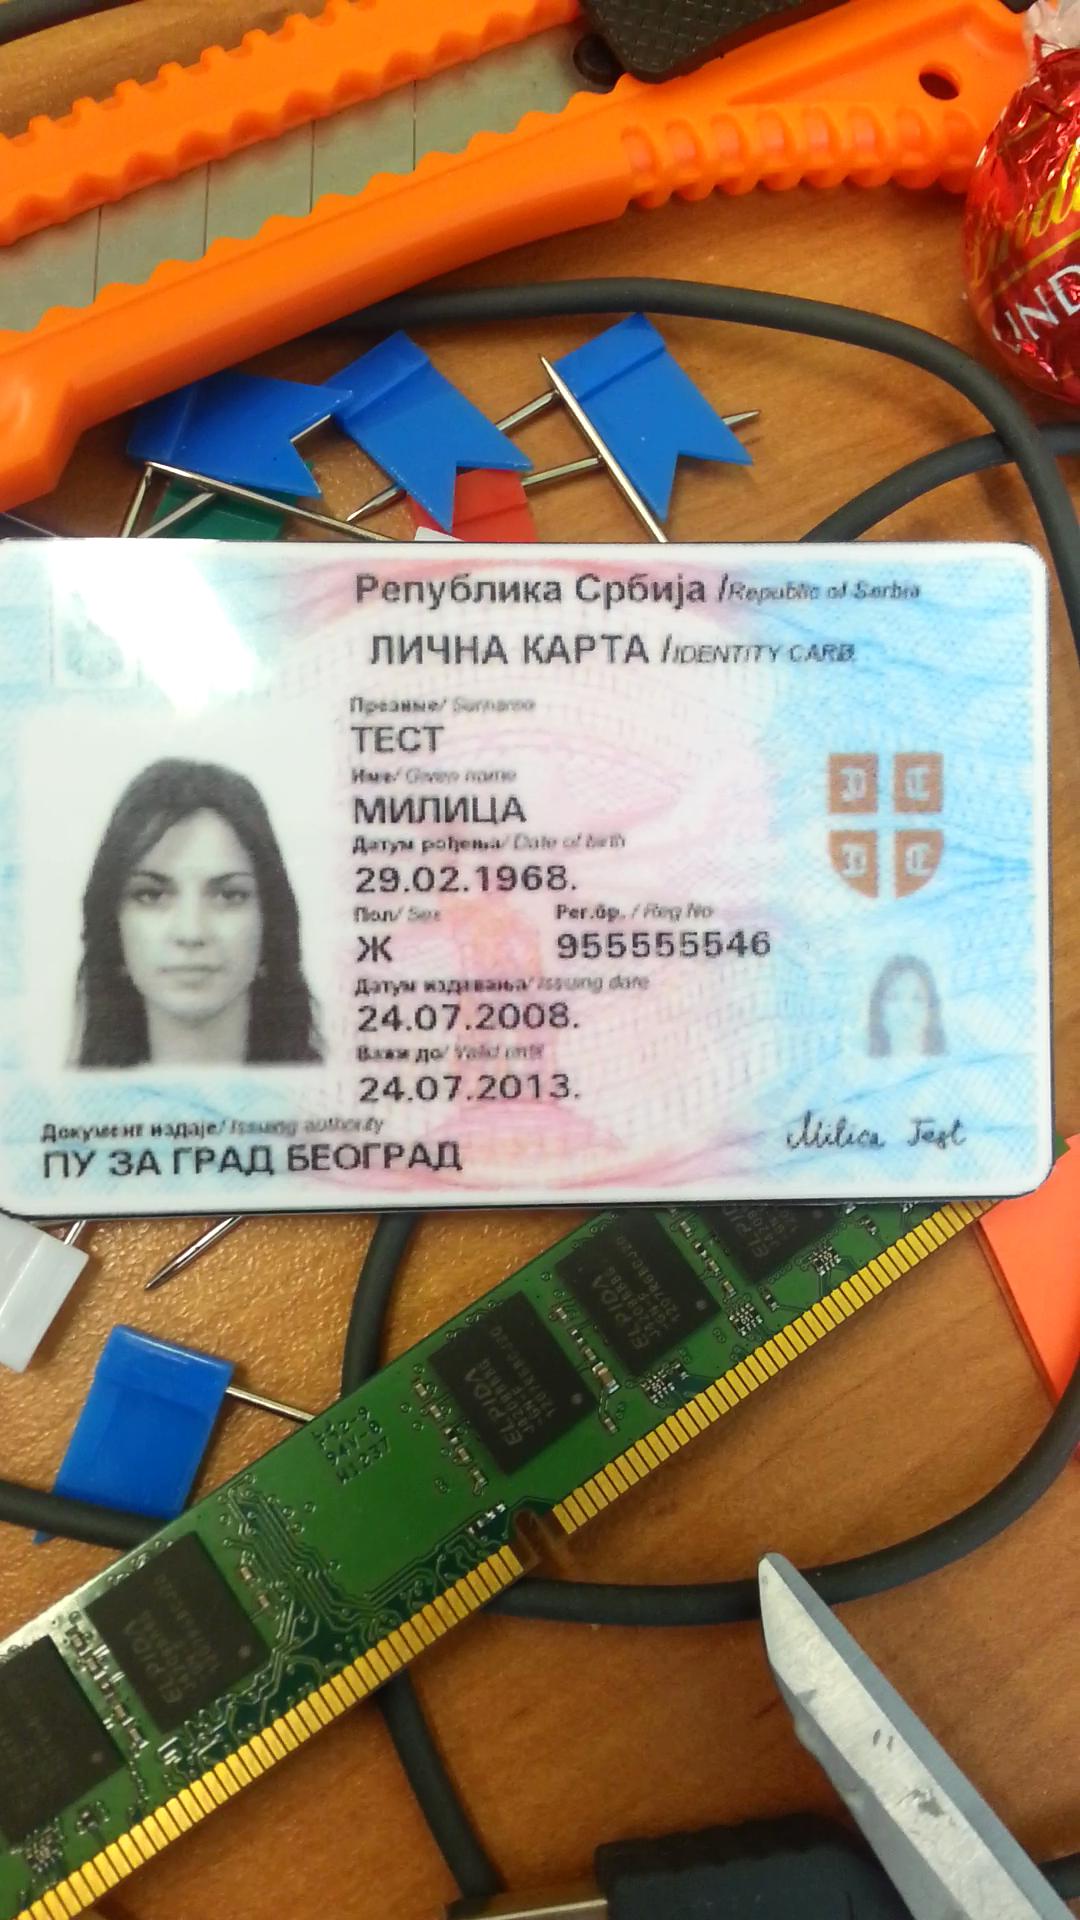 Република Србија /Republic of Serbia
ЛИЧНА КАРТА /IDENTITY CARD
Презиме/ Surname
ТЕСТ
Име/ Given name
МИЛИЦА
Датум рођења/ Date of birth
29.02.1968.
Пол/ Sex Рег.бр. / Reg No
Ж 955555546
Датум издавања/ Issuing date
24.07.2008.
Важи до/ Valid until
24.07.2013.
Документ издаје/ Issuing authority
ПУ ЗА ГРАД БЕОГРАД
Milica Test
ELPIDA
ELPIDA
ELPIDA
94V-0
ELPIDA